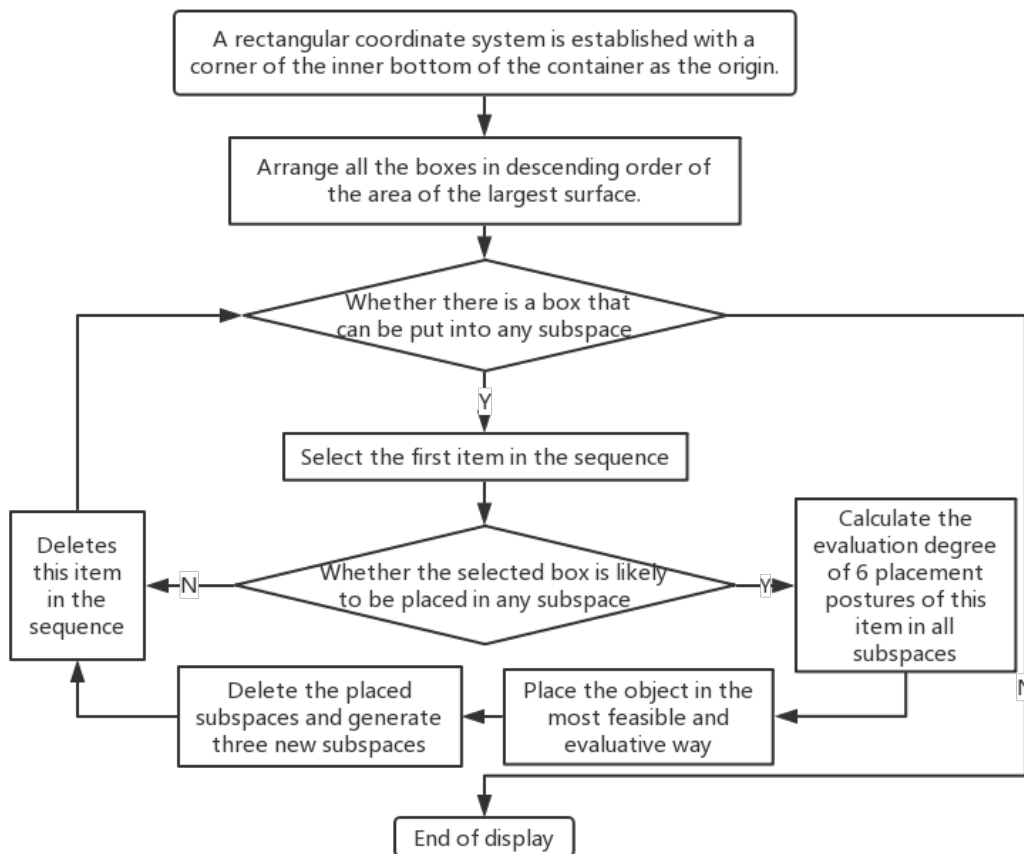 A rectangular coordinate system is established with a
corner of the inner bottom of the container as the origin.
Arrange all the boxes in descending order of
the area of the largest surface.
Whether there is a box that
can be put into any subspace
Y
Select the first item in the sequence
Whether the selected box is likely
to be placed in any subspace
N
Y
Deletes
this item
in the
sequence
Calculate the
evaluation degree
of 6 placement
postures of this
item in all
subspaces
N
Delete the placed
subspaces and generate
three new subspaces
Place the object in the
most feasible and
evaluative way
End of display